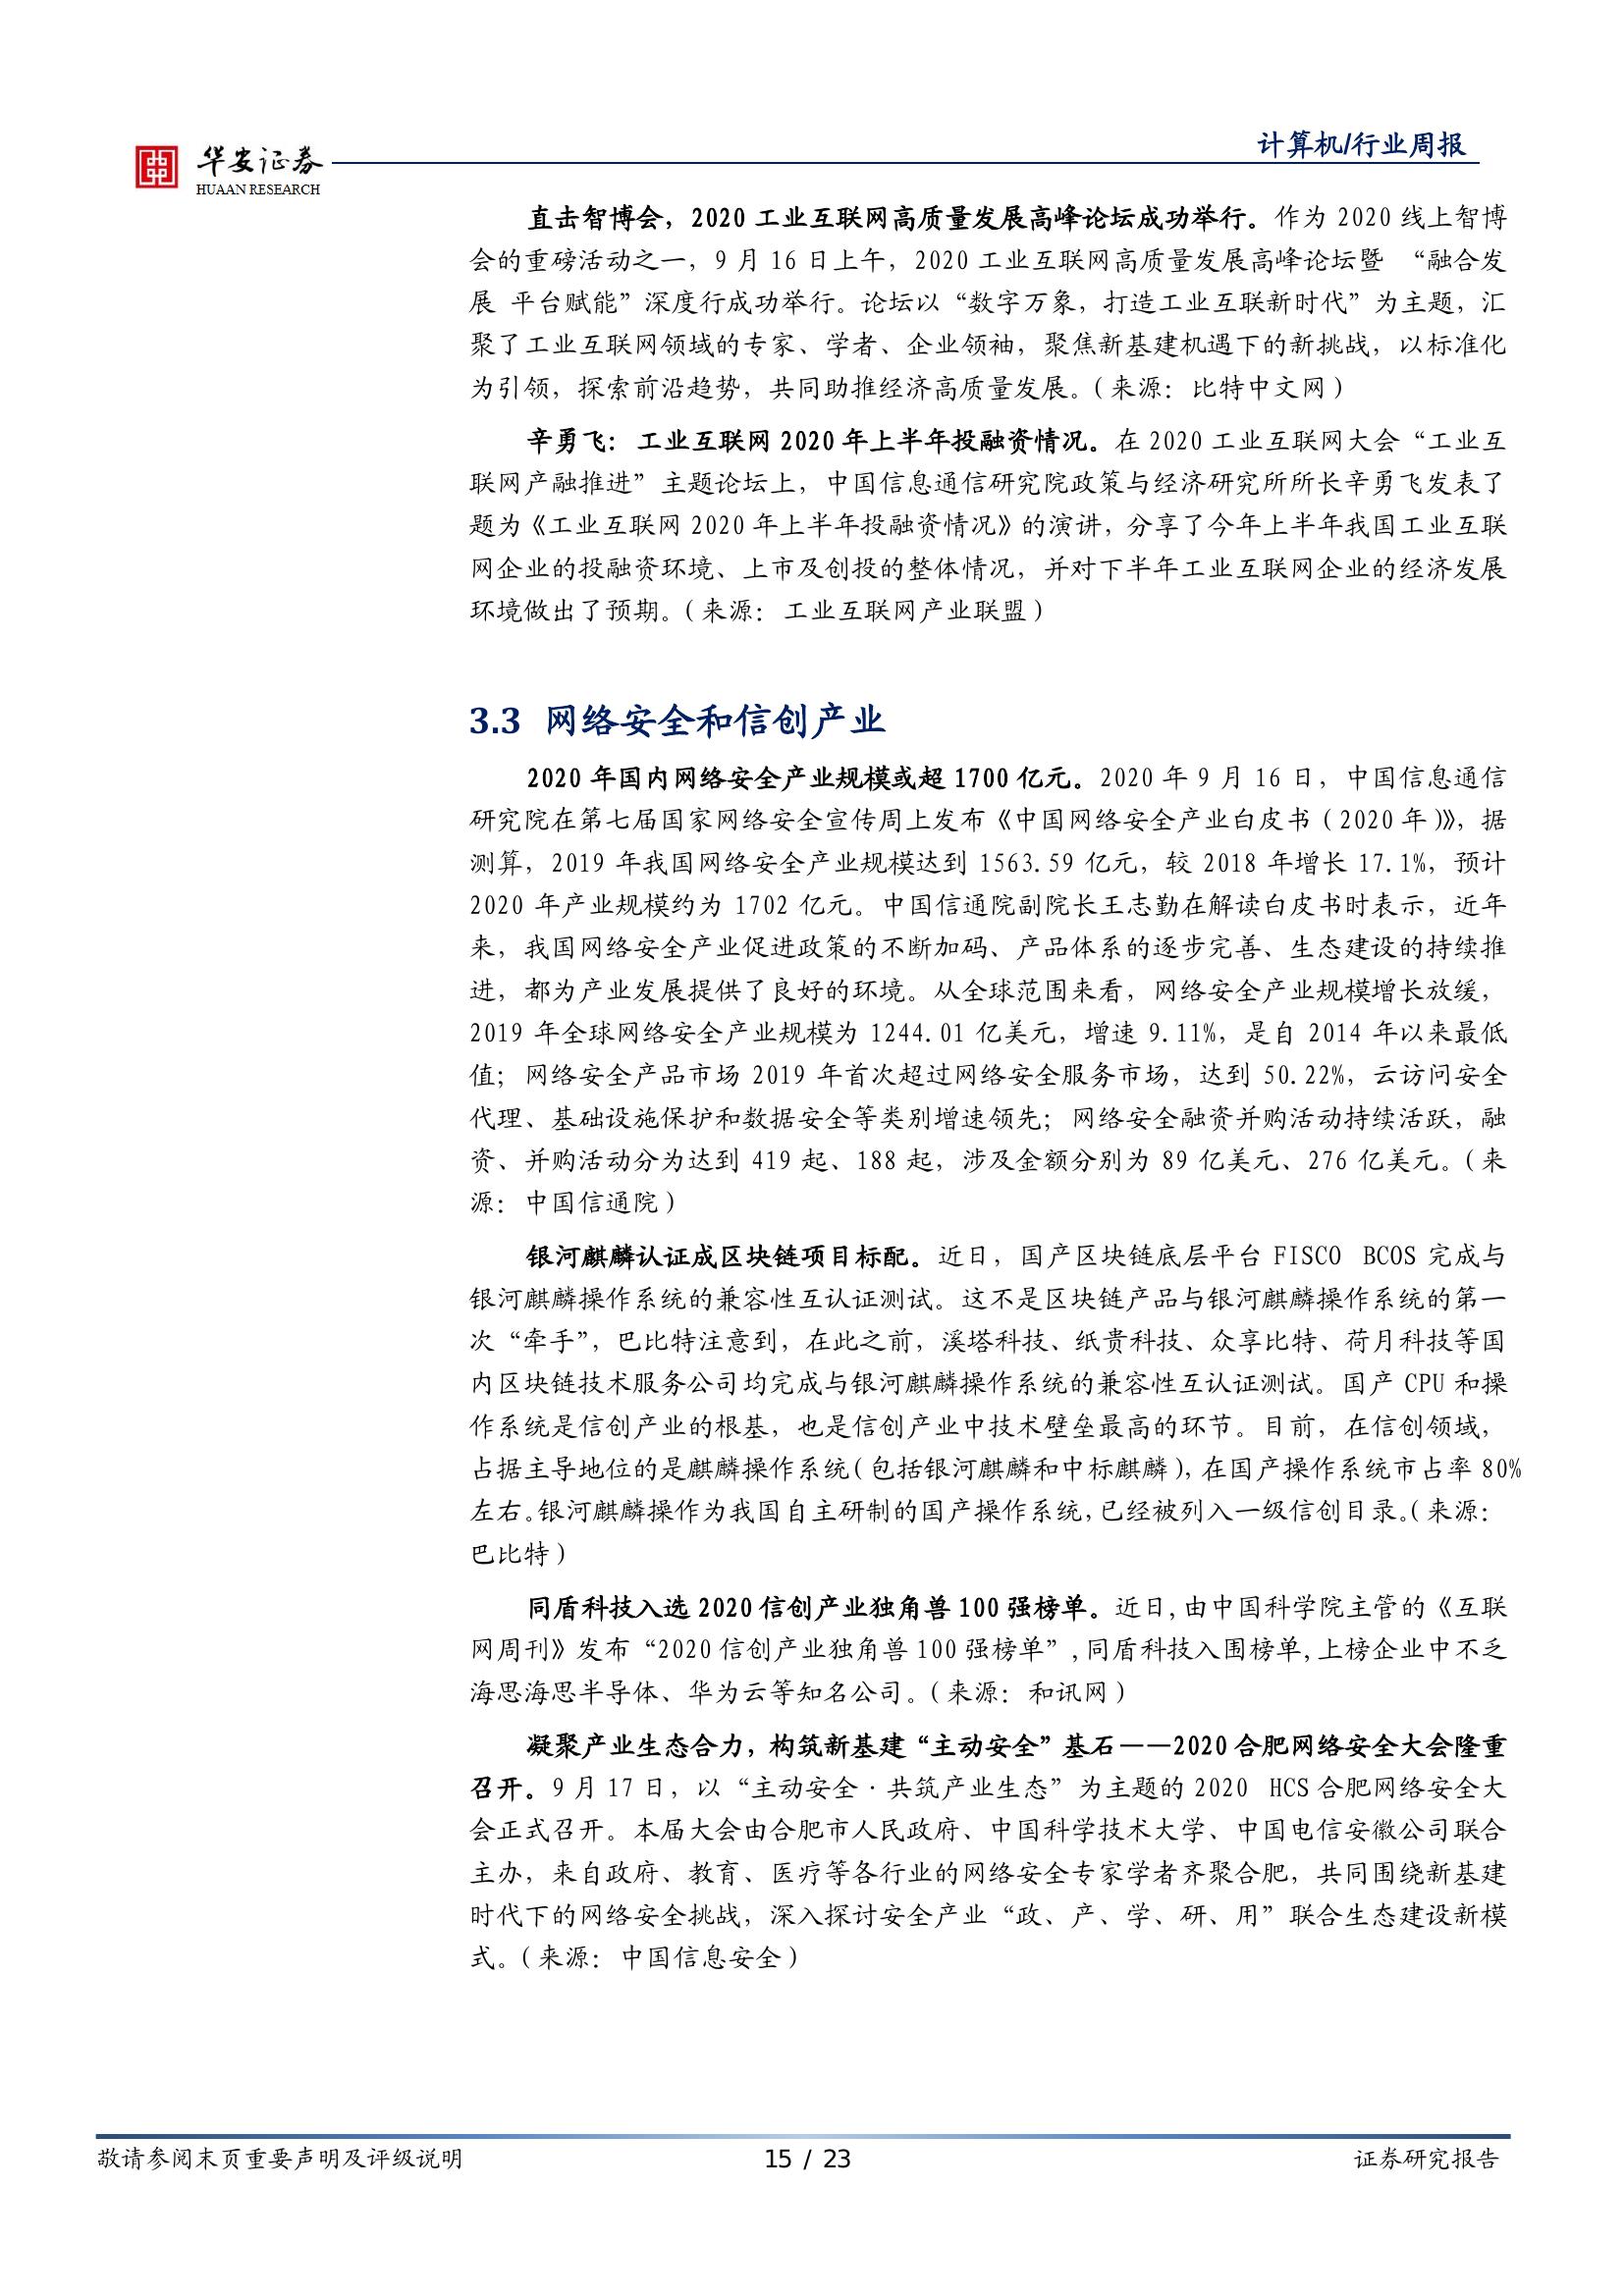 华安证券
HUAAN RESEARCH
计算机/行业周报
直击智博会，2020 工业互联网高质量发展高峰论坛成功举行。作为 2020 线上智博
会的重磅活动之一，9 月 16 日上午，2020 工业互联网高质量发展高峰论坛暨 “融合发
展 平台赋能”深度行成功举行。论坛以“数字万象，打造工业互联新时代”为主题，汇
聚了工业互联网领域的专家、学者、企业领袖，聚焦新基建机遇下的新挑战，以标准化
为引领，探索前沿趋势，共同助推经济高质量发展。（来源：比特中文网）
辛勇飞：工业互联网 2020 年上半年投融资情况。在 2020 工业互联网大会“工业互
联网产融推进”主题论坛上，中国信息通信研究院政策与经济研究所所长辛勇飞发表了
题为《工业互联网 2020 年上半年投融资情况》的演讲，分享了今年上半年我国工业互联
网企业的投融资环境、上市及创投的整体情况，并对下半年工业互联网企业的经济发展
环境做出了预期。（来源：工业互联网产业联盟）
3.3 网络安全和信创产业
2020 年国内网络安全产业规模或超 1700 亿元。2020 年 9 月 16 日，中国信息通信
研究院在第七届国家网络安全宣传周上发布《中国网络安全产业白皮书（2020 年）》，据
测算，2019 年我国网络安全产业规模达到 1563.59 亿元，较 2018 年增长 17.1%，预计
2020 年产业规模约为 1702 亿元。中国信通院副院长王志勤在解读白皮书时表示，近年
来，我国网络安全产业促进政策的不断加码、产品体系的逐步完善、生态建设的持续推
进，都为产业发展提供了良好的环境。从全球范围来看，网络安全产业规模增长放缓，
2019 年全球网络安全产业规模为 1244.01 亿美元，增速 9.11%，是自 2014 年以来最低
值；网络安全产品市场 2019 年首次超过网络安全服务市场，达到 50.22%，云访问安全
代理、基础设施保护和数据安全等类别增速领先；网络安全融资并购活动持续活跃，融
资、并购活动分为达到 419 起、188 起，涉及金额分别为 89 亿美元、276 亿美元。（来
源：中国信通院）
银河麒麟认证成区块链项目标配。近日，国产区块链底层平台 FISCO BCOS 完成与
银河麒麟操作系统的兼容性互认证测试。这不是区块链产品与银河麒麟操作系统的第一
次“牵手”，巴比特注意到，在此之前，溪塔科技、纸贵科技、众享比特、荷月科技等国
内区块链技术服务公司均完成与银河麒麟操作系统的兼容性互认证测试。国产 CPU 和操
作系统是信创产业的根基，也是信创产业中技术壁垒最高的环节。目前，在信创领域，
占据主导地位的是麒麟操作系统（包括银河麒麟和中标麒麟），在国产操作系统市占率 80%
左右。银河麒麟操作为我国自主研制的国产操作系统，已经被列入一级信创目录。（来源：
巴比特）
同盾科技入选 2020 信创产业独角兽 100 强榜单。近日,由中国科学院主管的《互联
网周刊》发布“2020 信创产业独角兽 100 强榜单”,同盾科技入围榜单,上榜企业中不乏
海思海思半导体、华为云等知名公司。（来源：和讯网）
凝聚产业生态合力，构筑新基建“主动安全”基石——2020 合肥网络安全大会隆重
召开。9 月 17 日，以“主动安全·共筑产业生态”为主题的 2020 HCS 合肥网络安全大
会正式召开。本届大会由合肥市人民政府、中国科学技术大学、中国电信安徽公司联合
主办，来自政府、教育、医疗等各行业的网络安全专家学者齐聚合肥，共同围绕新基建
时代下的网络安全挑战，深入探讨安全产业“政、产、学、研、用”联合生态建设新模
式。（来源：中国信息安全）
敬请参阅末页重要声明及评级说明
15 / 23
证券研究报告